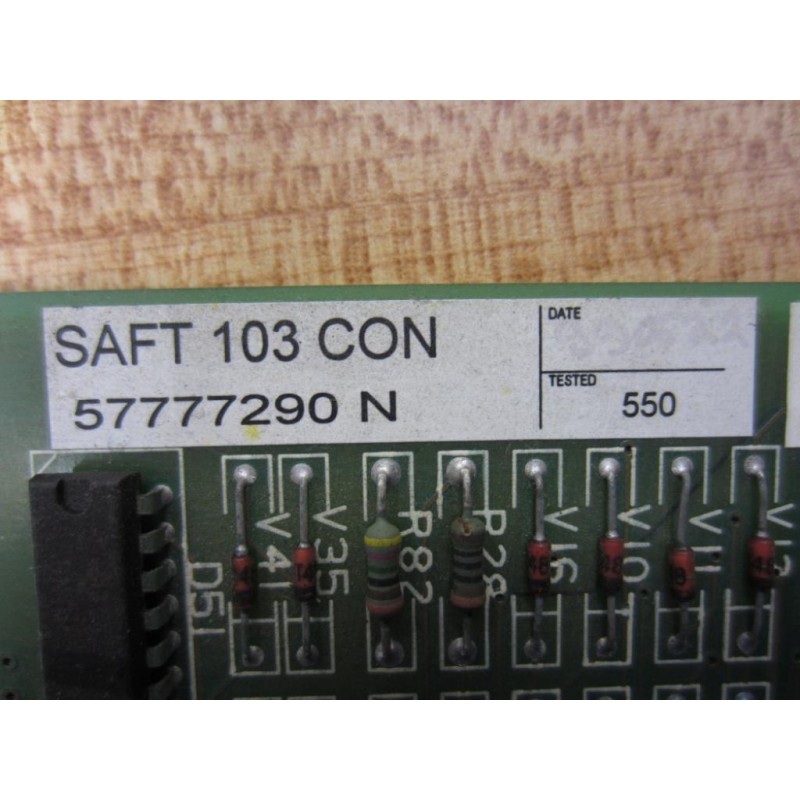 SAFT 103 CON
57777290 N
DATE
TESTED
550
V41
V35
R82
R28
V16
V10
V11
D51